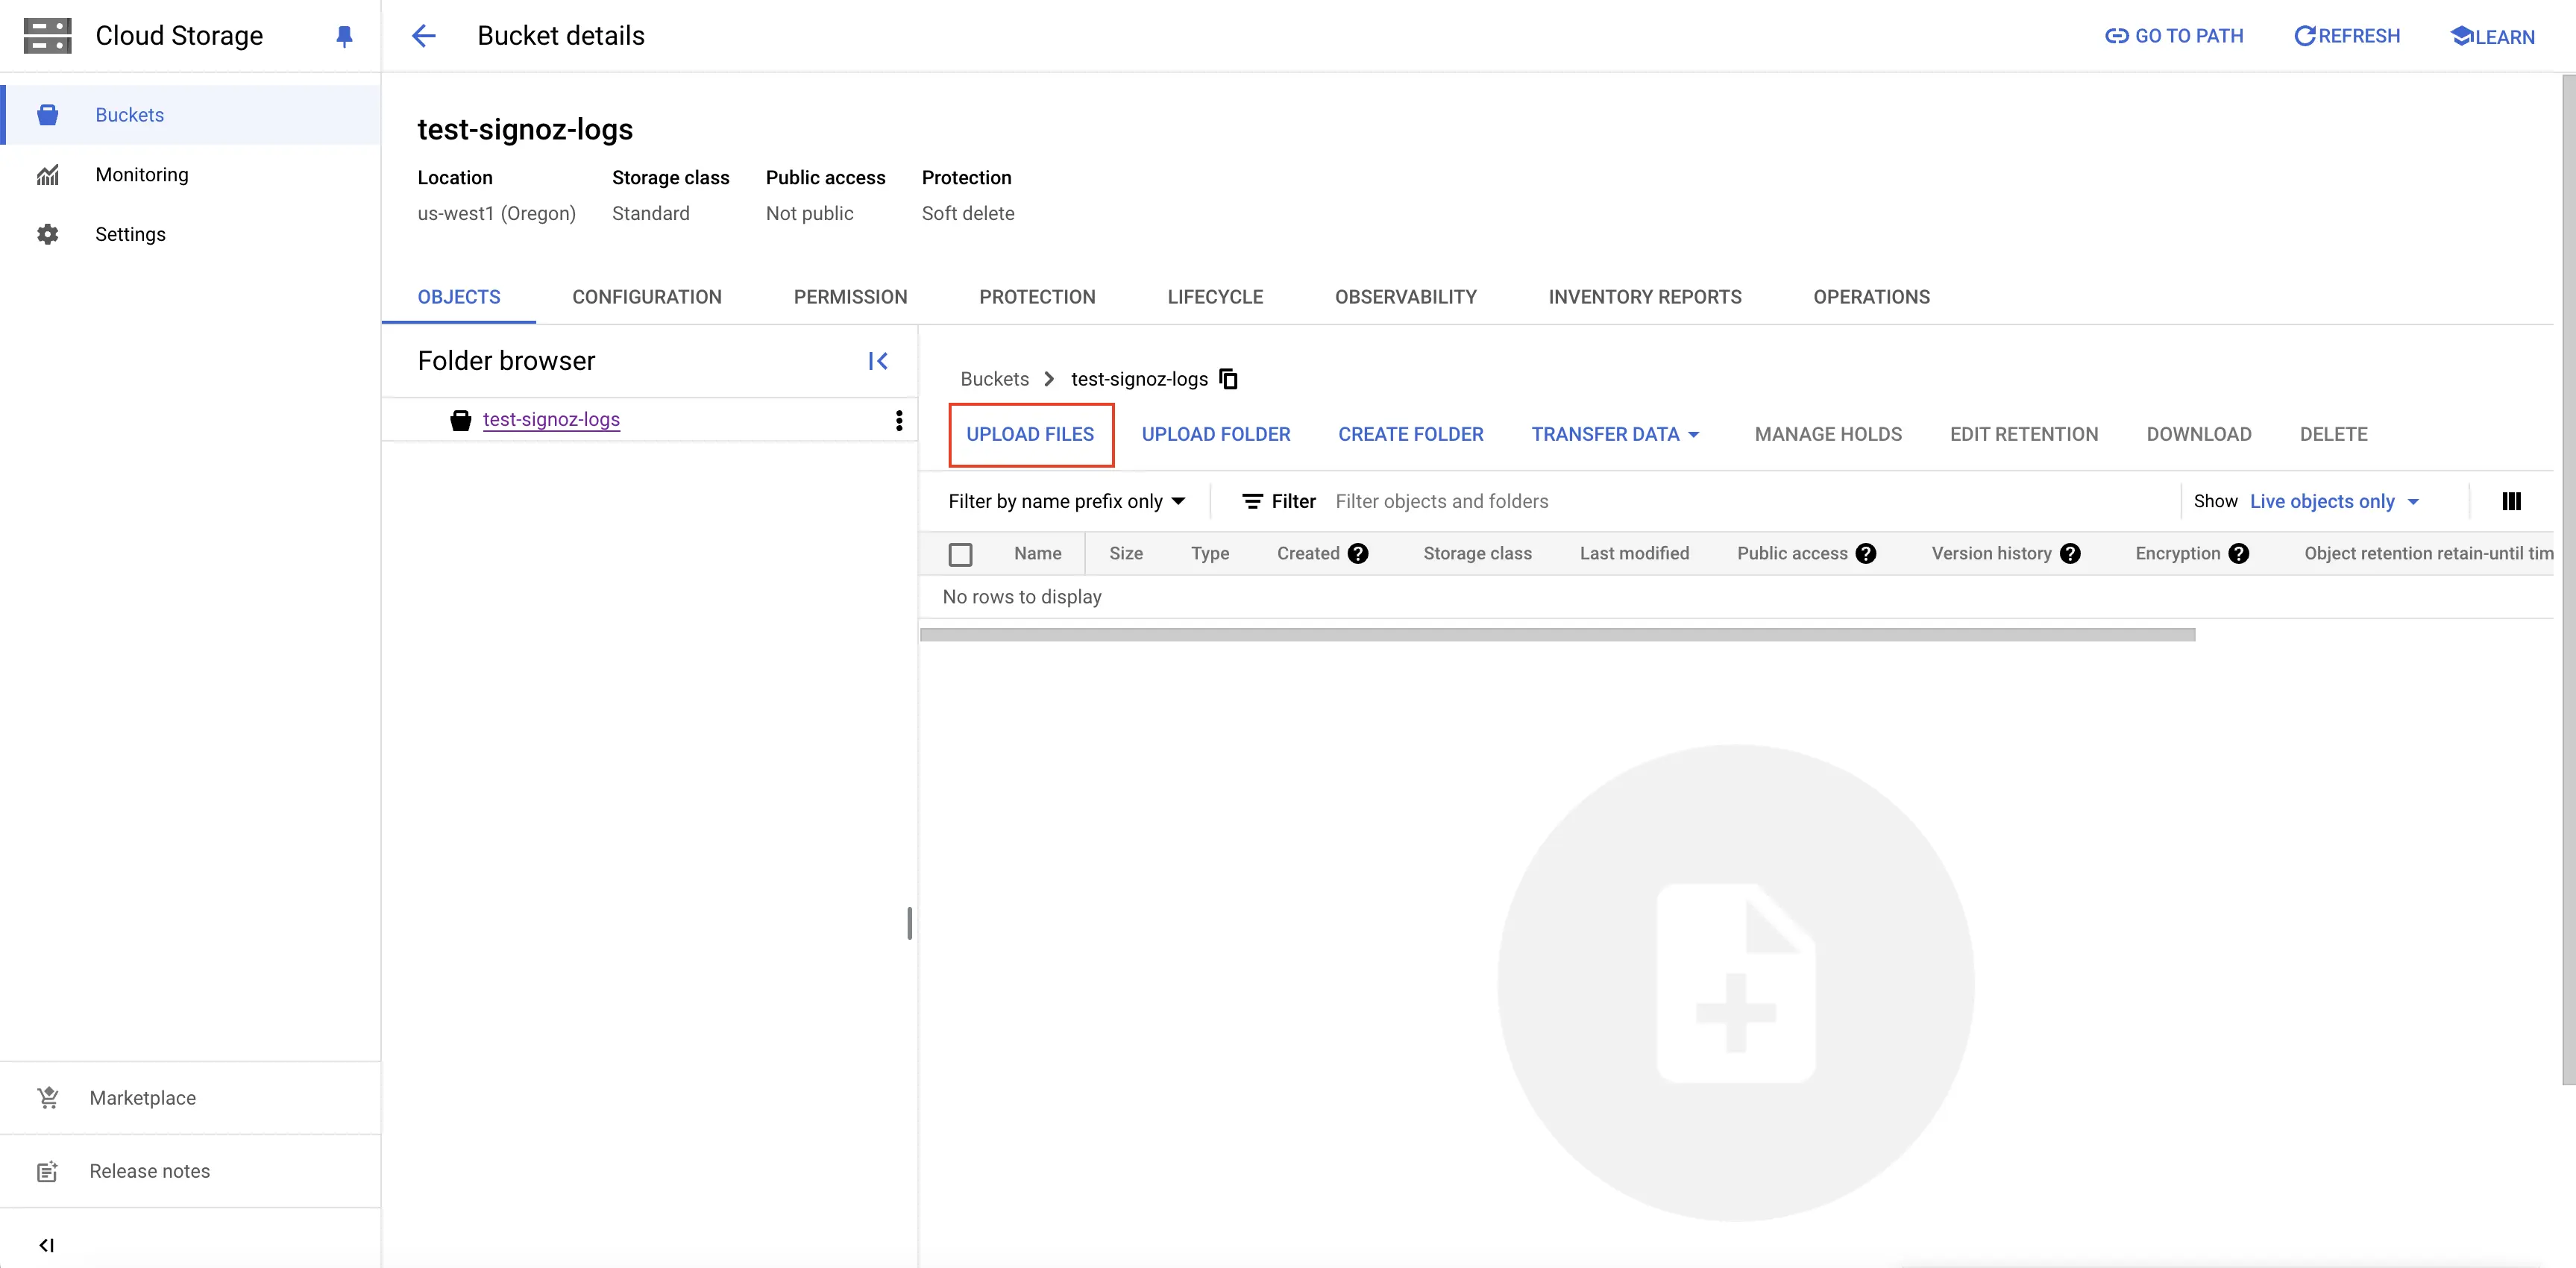 Cloud Storage
Bucket details
GO TO PATH
REFRESH
LEARN
Buckets
Monitoring
Settings
test-signoz-logs
Location Storage class Public access Protection
us-west1 (Oregon) Standard Not public Soft delete
OBJECTS CONFIGURATION PERMISSION PROTECTION LIFECYCLE OBSERVABILITY INVENTORY REPORTS OPERATIONS
Folder browser
test-signoz-logs
Buckets > test-signoz-logs
UPLOAD FILES UPLOAD FOLDER CREATE FOLDER TRANSFER DATA MANAGE HOLDS EDIT RETENTION DOWNLOAD DELETE
Filter by name prefix only Filter Filter objects and folders Show Live objects only
Name Size Type Created ? Storage class Last modified Public access ? Version history ? Encryption ? Object retention retain-until tim
No rows to display
Marketplace
Release notes